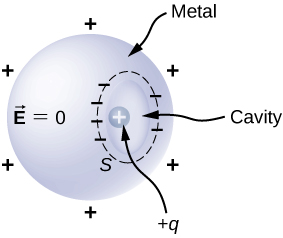 Metal
E⃗ = 0
Cavity
S
+q